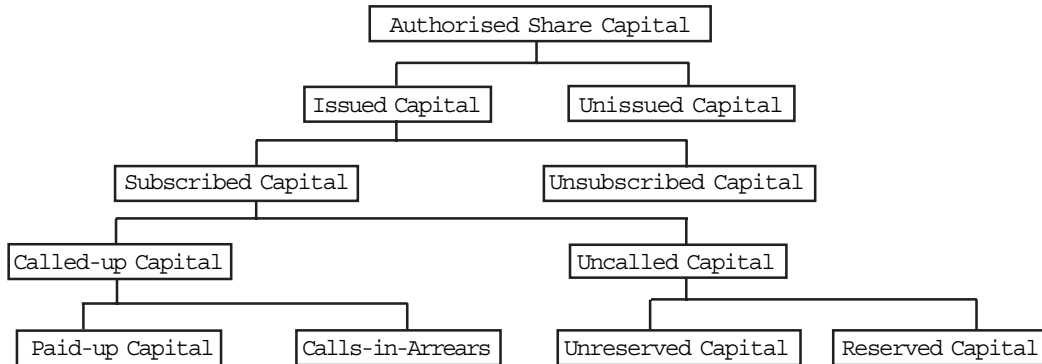 Authorised Share Capital
Issued Capital
Unissued Capital
Subscribed Capital
Unsubscribed Capital
Called-up Capital
Uncalled Capital
Paid-up Capital
Calls-in-Arrears
Unreserved Capital
Reserved Capital